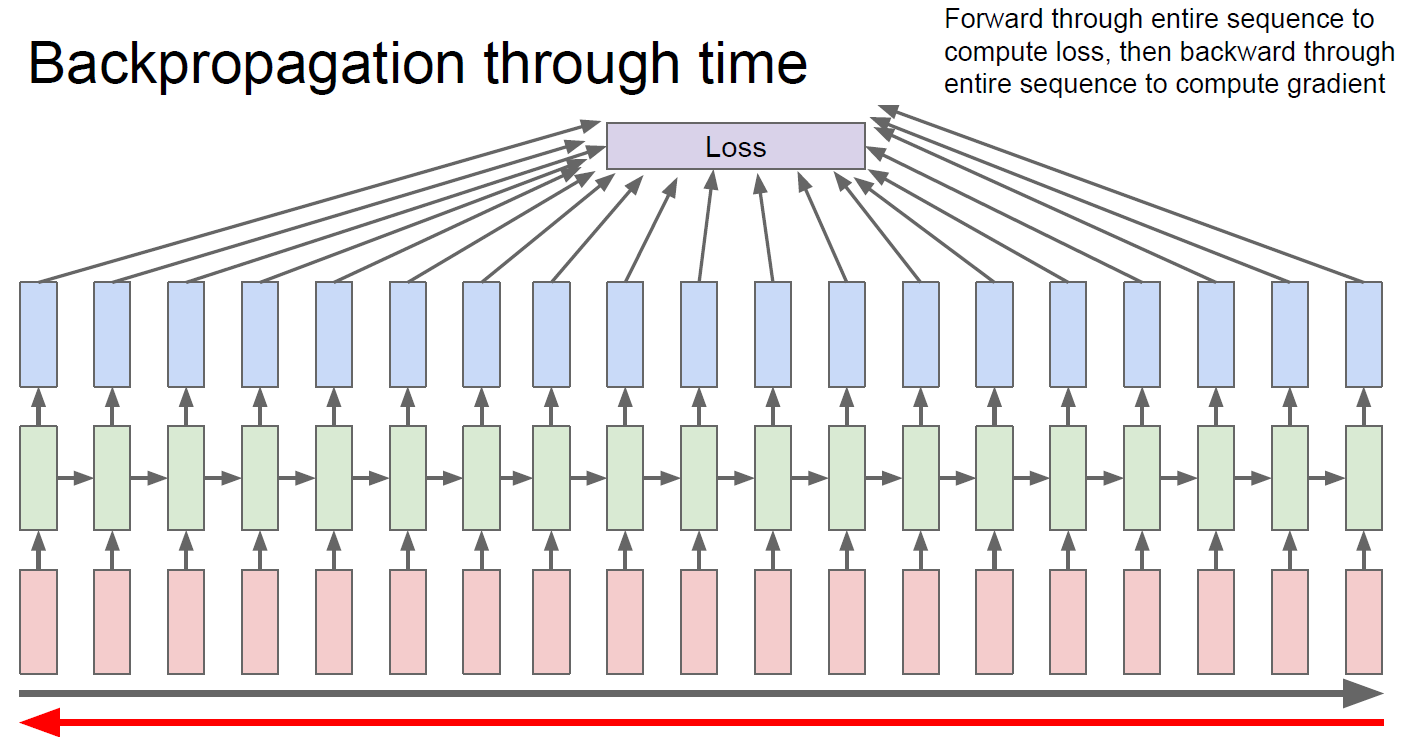 Backpropagation through time
Forward through entire sequence to
compute loss, then backward through
entire sequence to compute gradient
Loss